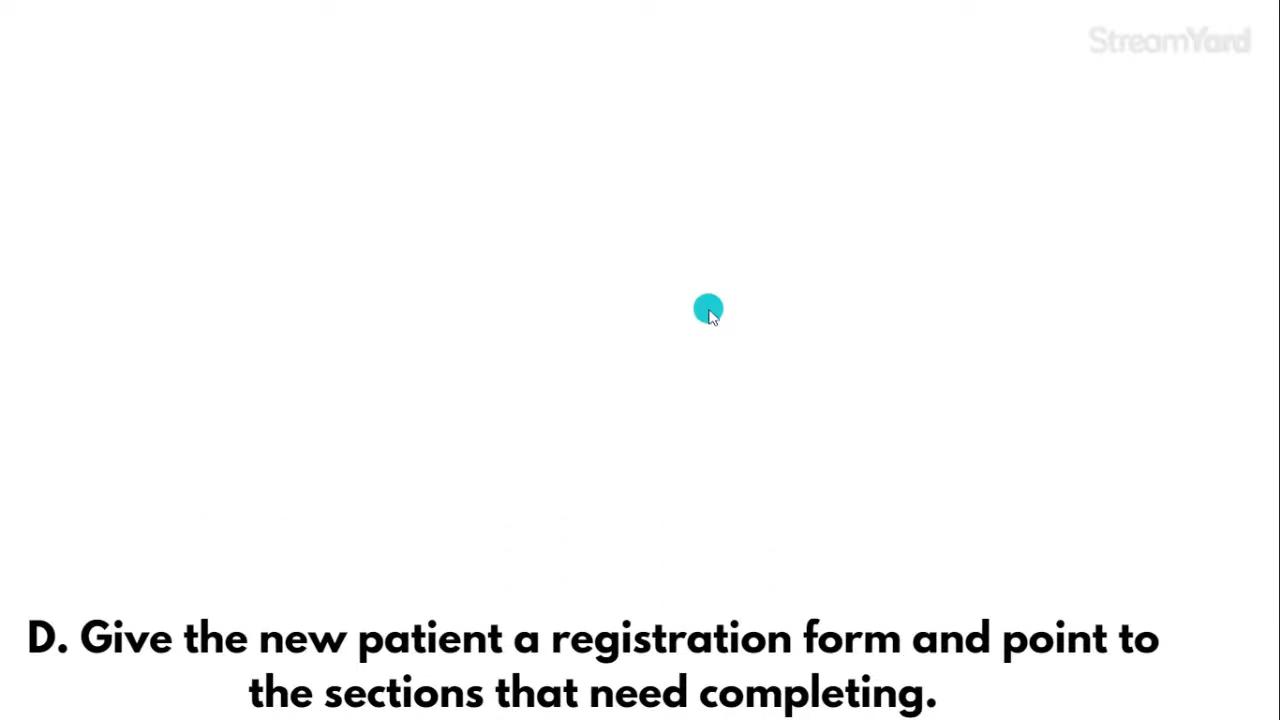 StreamYard
D. Give the new patient a registration form and point to
the sections that need completing.